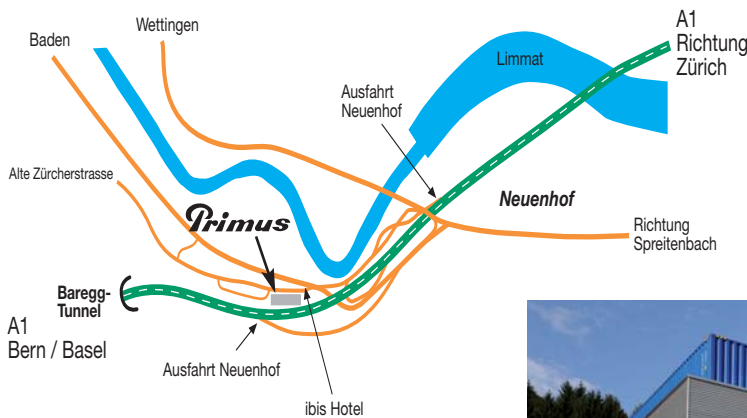 Baden
Wettingen
A1
Richtung
Zürich
Limmat
Ausfahrt
Neuenhof
Alte Zürcherstrasse
Neuenhof
Primus
Richtung
Spreitenbach
Baregg-
Tunnel
A1
Bern / Basel
Ausfahrt Neuenhof
ibis Hotel